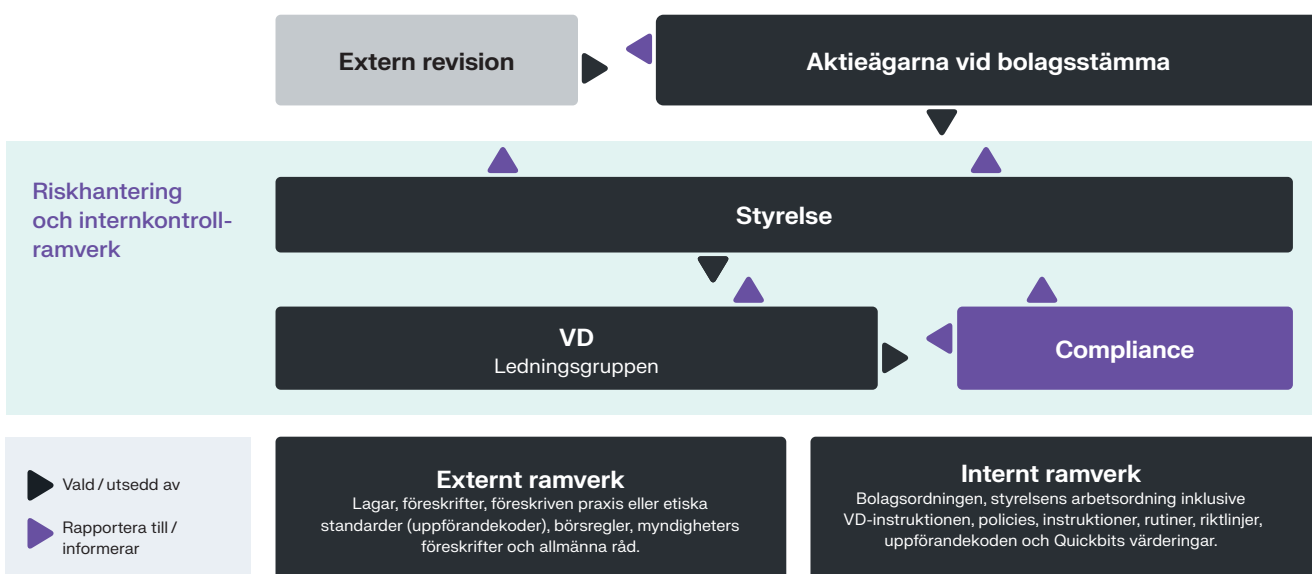 Extern revision
Aktieägarna vid bolagsstämma
Riskhantering
och internkontroll-
ramverk
Styrelse
VD
Ledningsgruppen
Compliance
Vald / utsedd av
Rapportera till /
informerar
Externt ramverk
Lagar, föreskrifter, föreskriven praxis eller etiska
standarder (uppförandekoder), börsregler, myndigheters
föreskrifter och allmänna råd.
Internt ramverk
Bolagsordningen, styrelsens arbetsordning inklusive
VD-instruktionen, policies, instruktioner, rutiner, riktlinjer,
uppförandekoden och Quickbits värderingar.